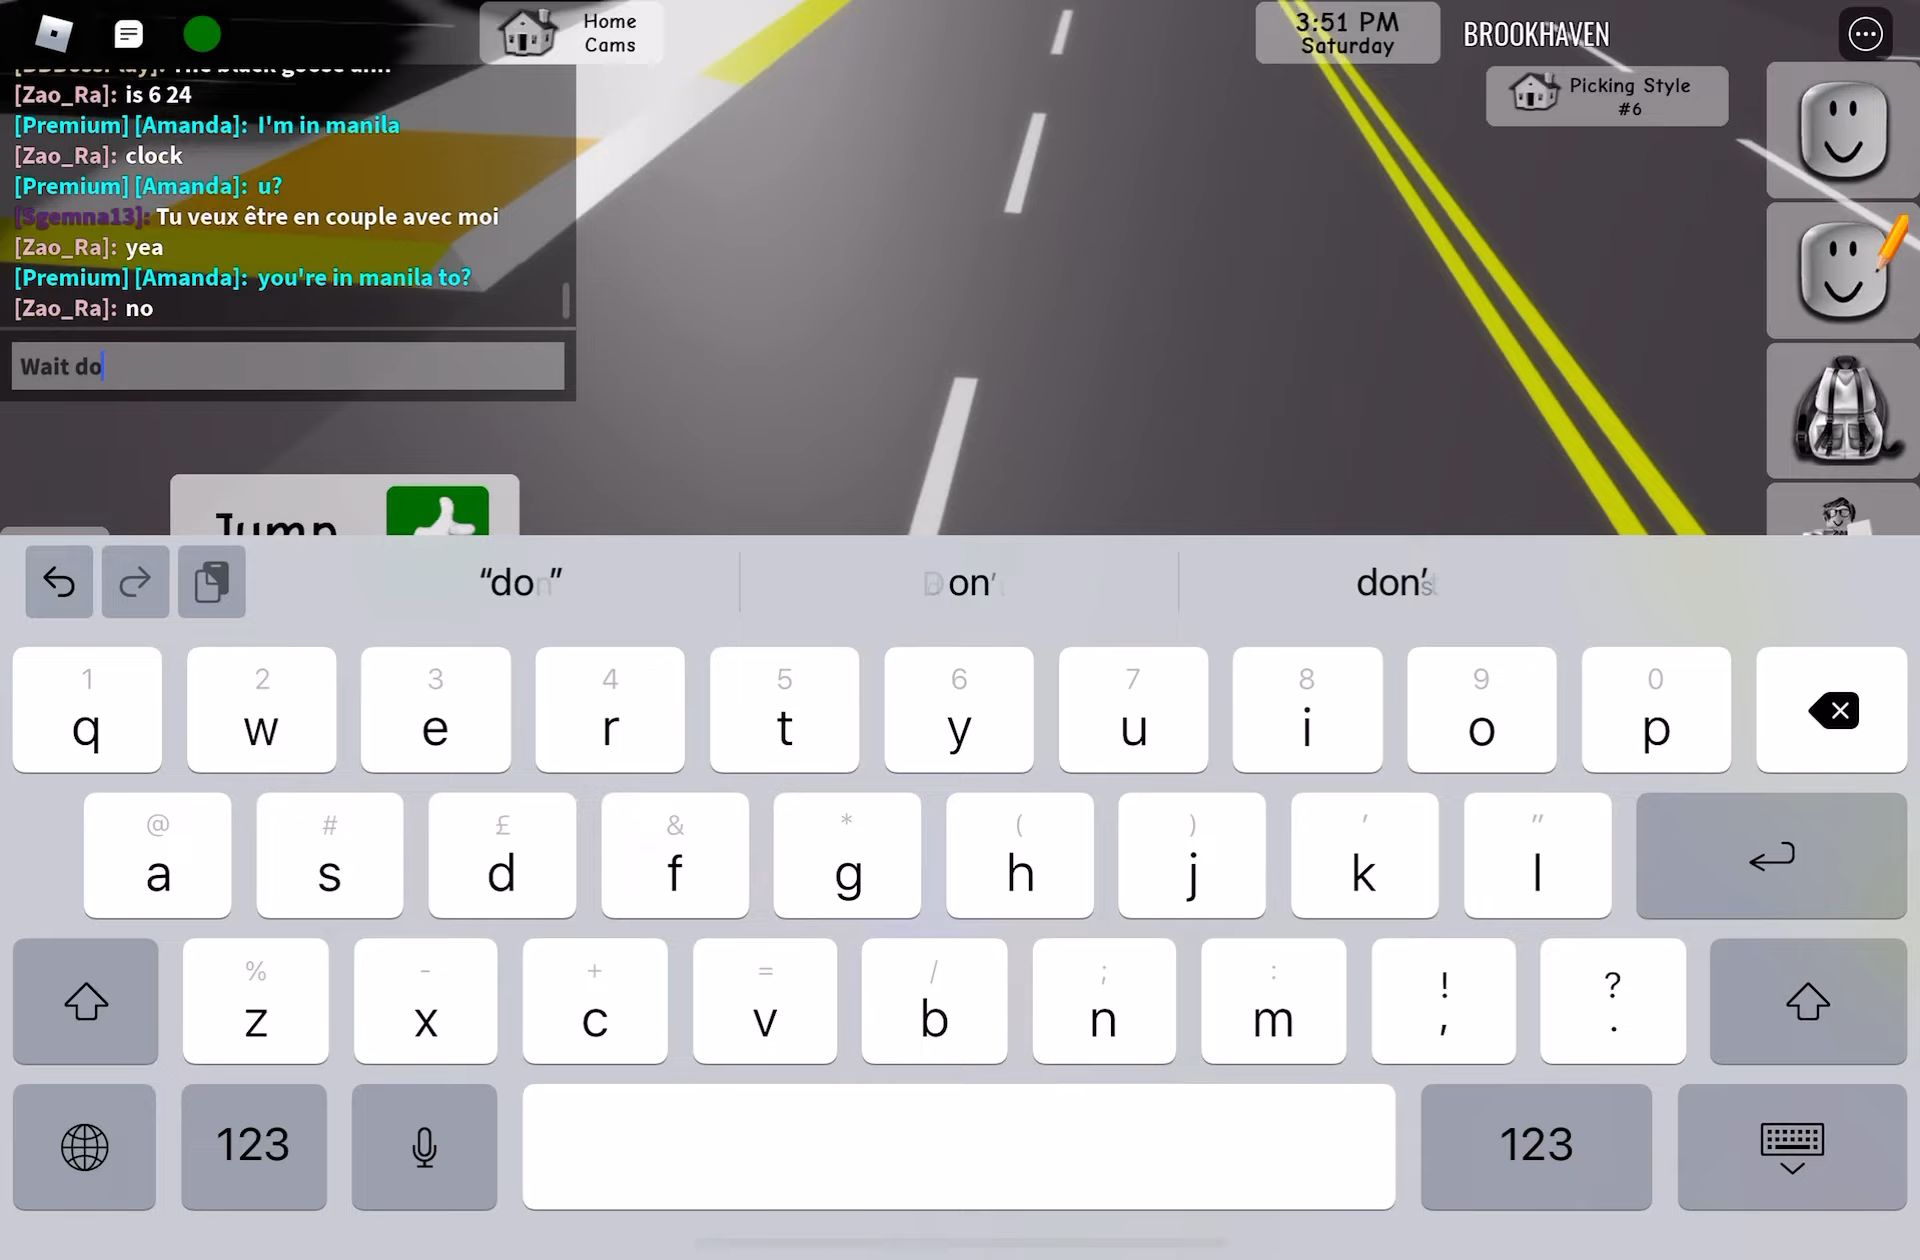 Home
Cams
3:51 PM
Saturday
BROOKHAVEN
Picking Style
#6
[Zao_Ra]: is 6 24
[Premium] [Amanda]: I'm in manila
[Zao_Ra]: clock
[Premium] [Amanda]: u?
[Sgemna13]: Tu veux être en couple avec moi
[Zao_Ra]: yea
[Premium] [Amanda]: you're in manila to?
[Zao_Ra]: no
Wait do
Jump
1 2 3 4 5 6 7 8 9 0
q w e r t y u i o p
@ # £ & * ( ) ' "
a s d f g h j k l
% - + = / ; : ! ?
z x c v b n m , .
123 123